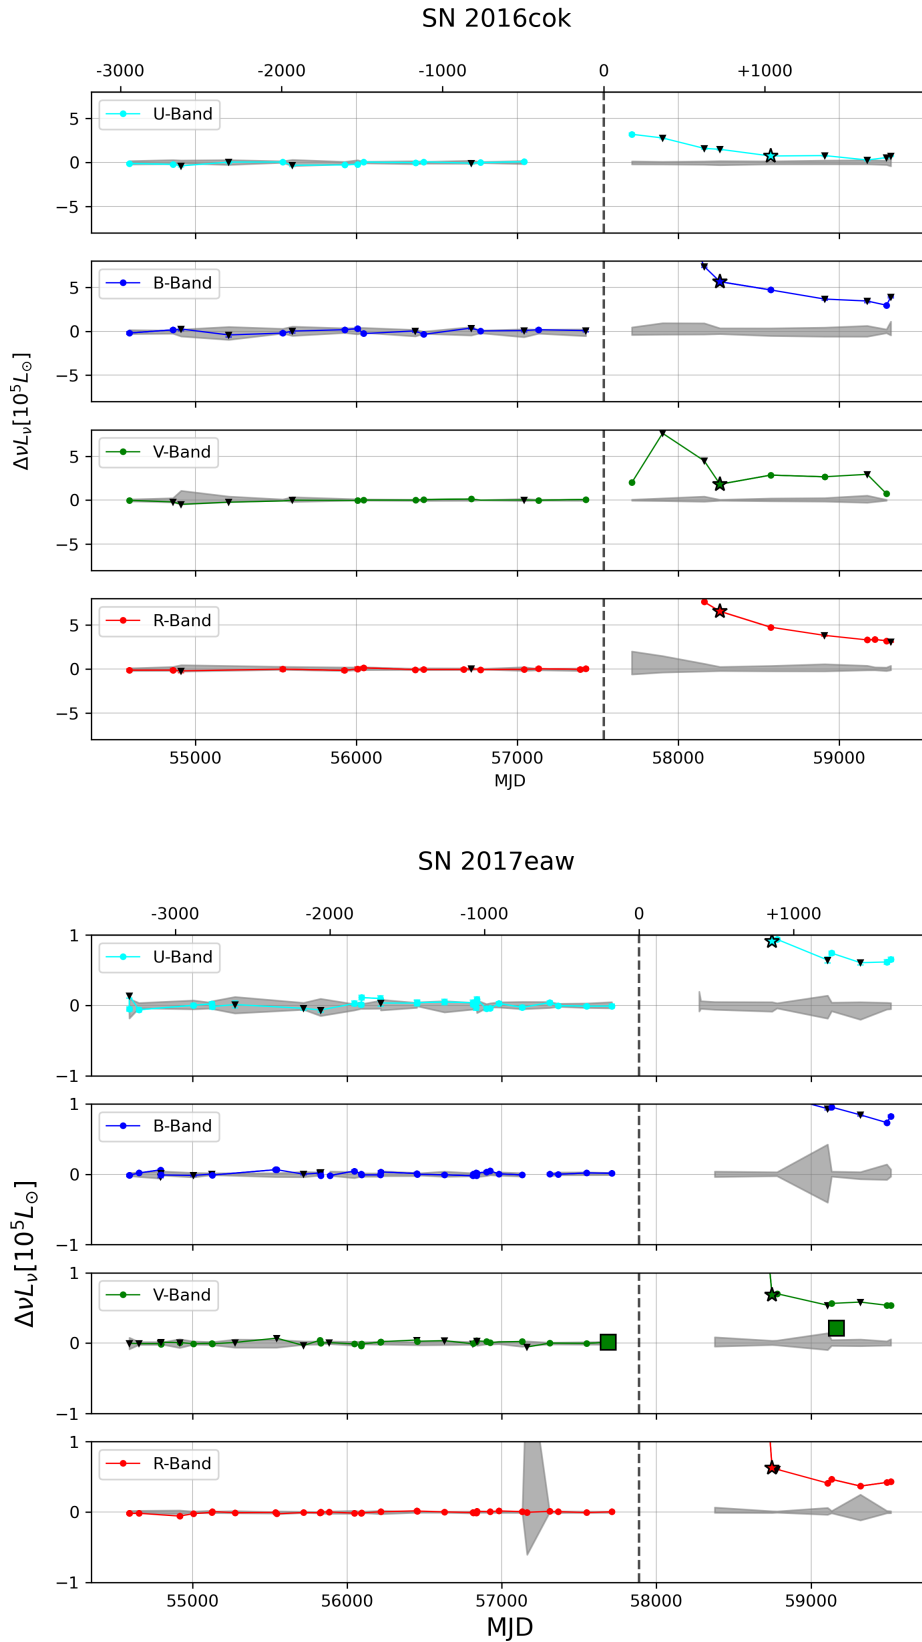 SN 2016cok
-3000 -2000 -1000 0 +1000
U-Band
5
0
−5
B-Band
5
0
−5
V-Band
5
0
−5
R-Band
5
0
−5
ΔνLν[10⁵L⊙]
55000 56000 57000 58000 59000
MJD
SN 2017eaw
-3000 -2000 -1000 0 +1000
1
U-Band
0
−1
1
B-Band
0
−1
1
V-Band
0
−1
1
R-Band
0
−1
ΔνLν[10⁵L⊙]
55000 56000 57000 58000 59000
MJD